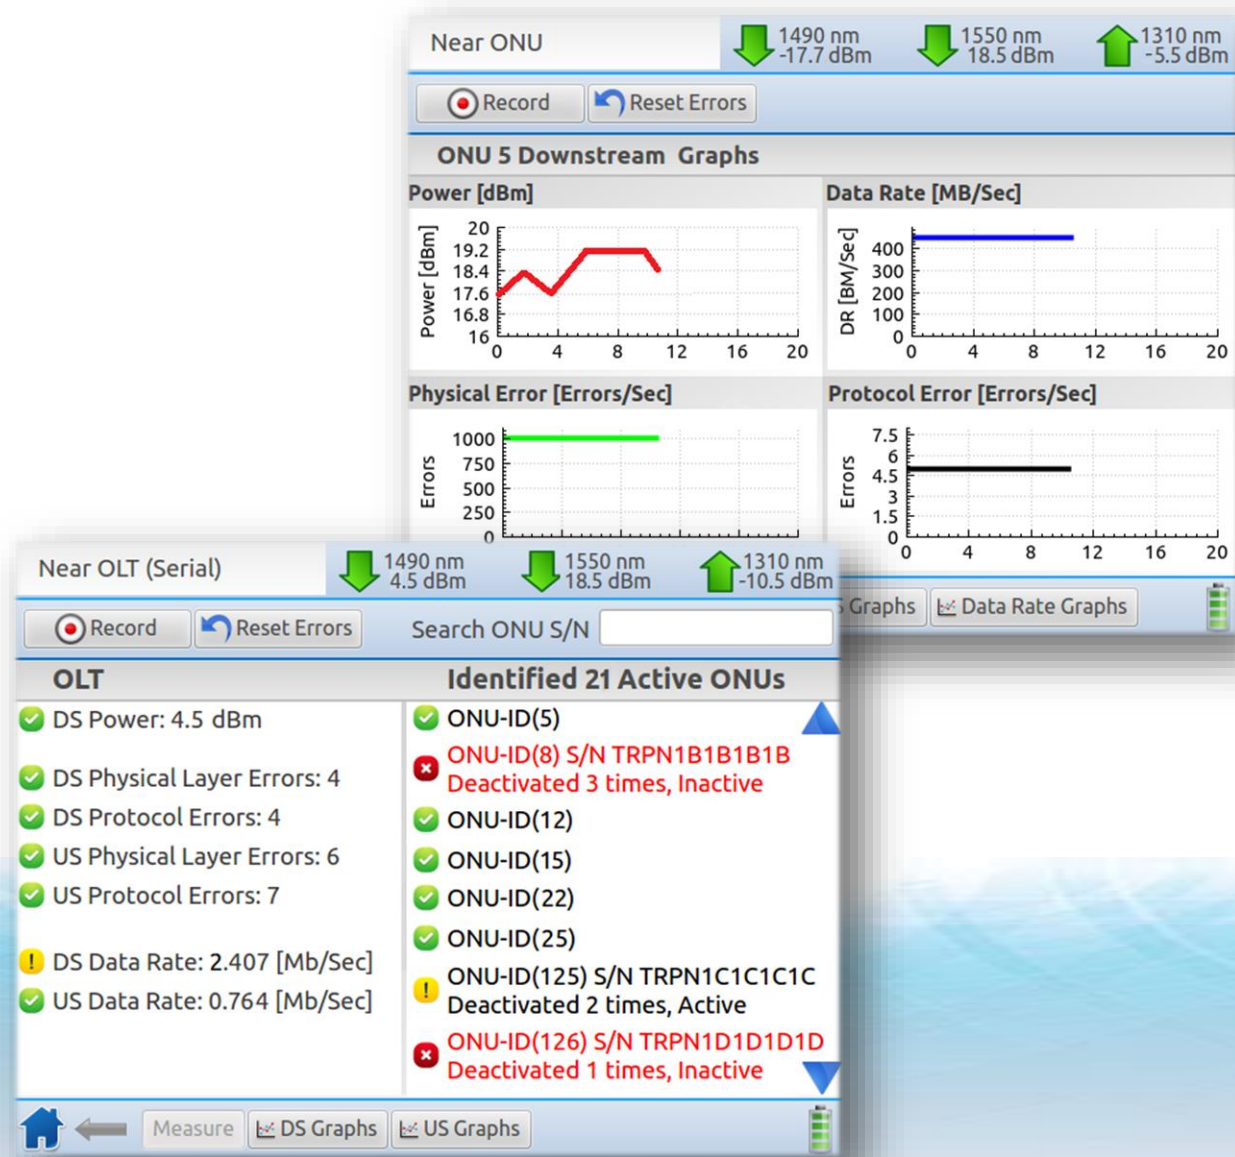 Near ONU
1490 nm
-17.7 dBm
1550 nm
18.5 dBm
1310 nm
-5.5 dBm
Record
Reset Errors
ONU 5 Downstream Graphs
Power [dBm]
Power [dBm]
20
19.2
18.4
17.6
16.8
16
0 4 8 12 16 20
Data Rate [MB/Sec]
DR [BM/Sec]
400
300
200
100
0
0 4 8 12 16 20
Physical Error [Errors/Sec]
Errors
1000
750
500
250
0
Protocol Error [Errors/Sec]
Errors
7.5
6
4.5
3
1.5
0
0 4 8 12 16 20
Graphs
Data Rate Graphs
Near OLT (Serial)
1490 nm
4.5 dBm
1550 nm
18.5 dBm
1310 nm
-10.5 dBm
Record
Reset Errors
Search ONU S/N
OLT
DS Power: 4.5 dBm
DS Physical Layer Errors: 4
DS Protocol Errors: 4
US Physical Layer Errors: 6
US Protocol Errors: 7
DS Data Rate: 2.407 [Mb/Sec]
US Data Rate: 0.764 [Mb/Sec]
Identified 21 Active ONUs
ONU-ID(5)
ONU-ID(8) S/N TRPN1B1B1B1B
Deactivated 3 times, Inactive
ONU-ID(12)
ONU-ID(15)
ONU-ID(22)
ONU-ID(25)
ONU-ID(125) S/N TRPN1C1C1C1C
Deactivated 2 times, Active
ONU-ID(126) S/N TRPN1D1D1D1D
Deactivated 1 times, Inactive
Measure
DS Graphs
US Graphs